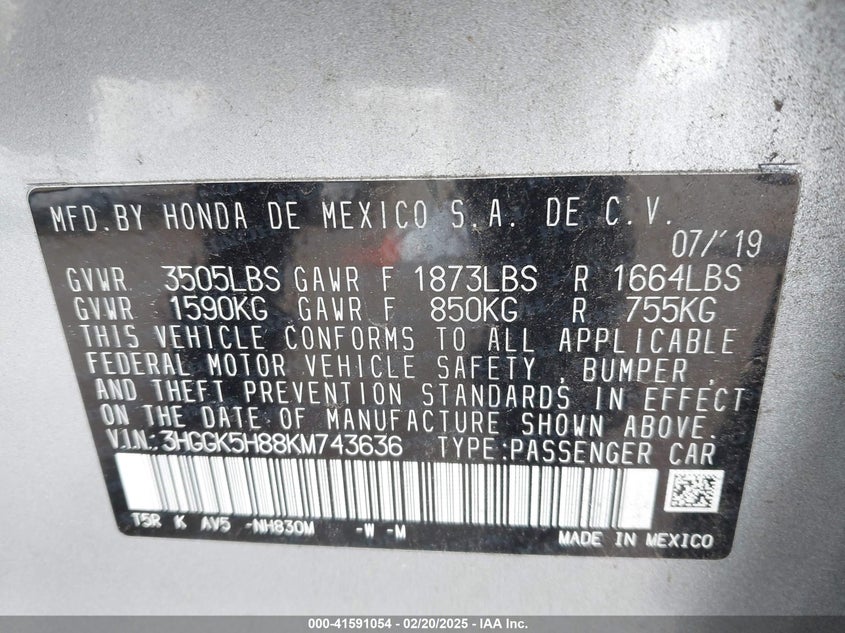 MFD.BY HONDA DE MEXICO S.A. DE C.V.
07/'19
GVWR 3505LBS GAWR F 1873LBS R 1664LBS
GVWR 1590KG GAWR F 850KG R 755KG
THIS VEHICLE CONFORMS TO ALL APPLICABLE
FEDERAL MOTOR VEHICLE SAFETY, BUMPER,
AND THEFT PREVENTION STANDARDS IN EFFECT
ON THE DATE OF MANUFACTURE SHOWN ABOVE.
V.I.N.:3HGGK5H88KM743636 TYPE:PASSENGER CAR
T5R K AV5 -NH830M -W -M
MADE IN MEXICO
000-41591054 / 02/20/2025 — IAA Inc.